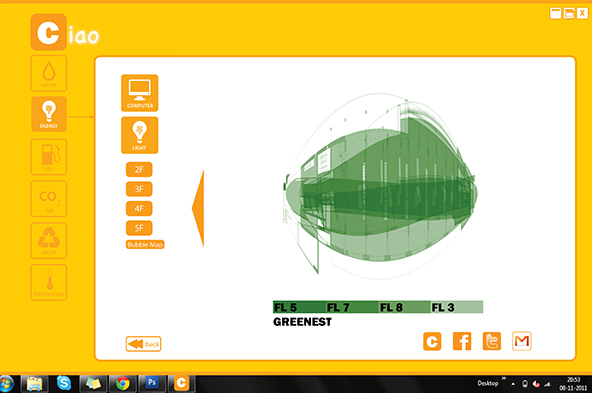 Ciao
WATER
ENERGY
FUEL
CO2
AIR
WASTE
TEMPERATURE
COMPUTER
LIGHT
2F
3F
4F
5F
Bubble Map
back
FL 5 FL 7 FL 8 FL 3
GREENEST
Desktop
20:53
08-11-2011